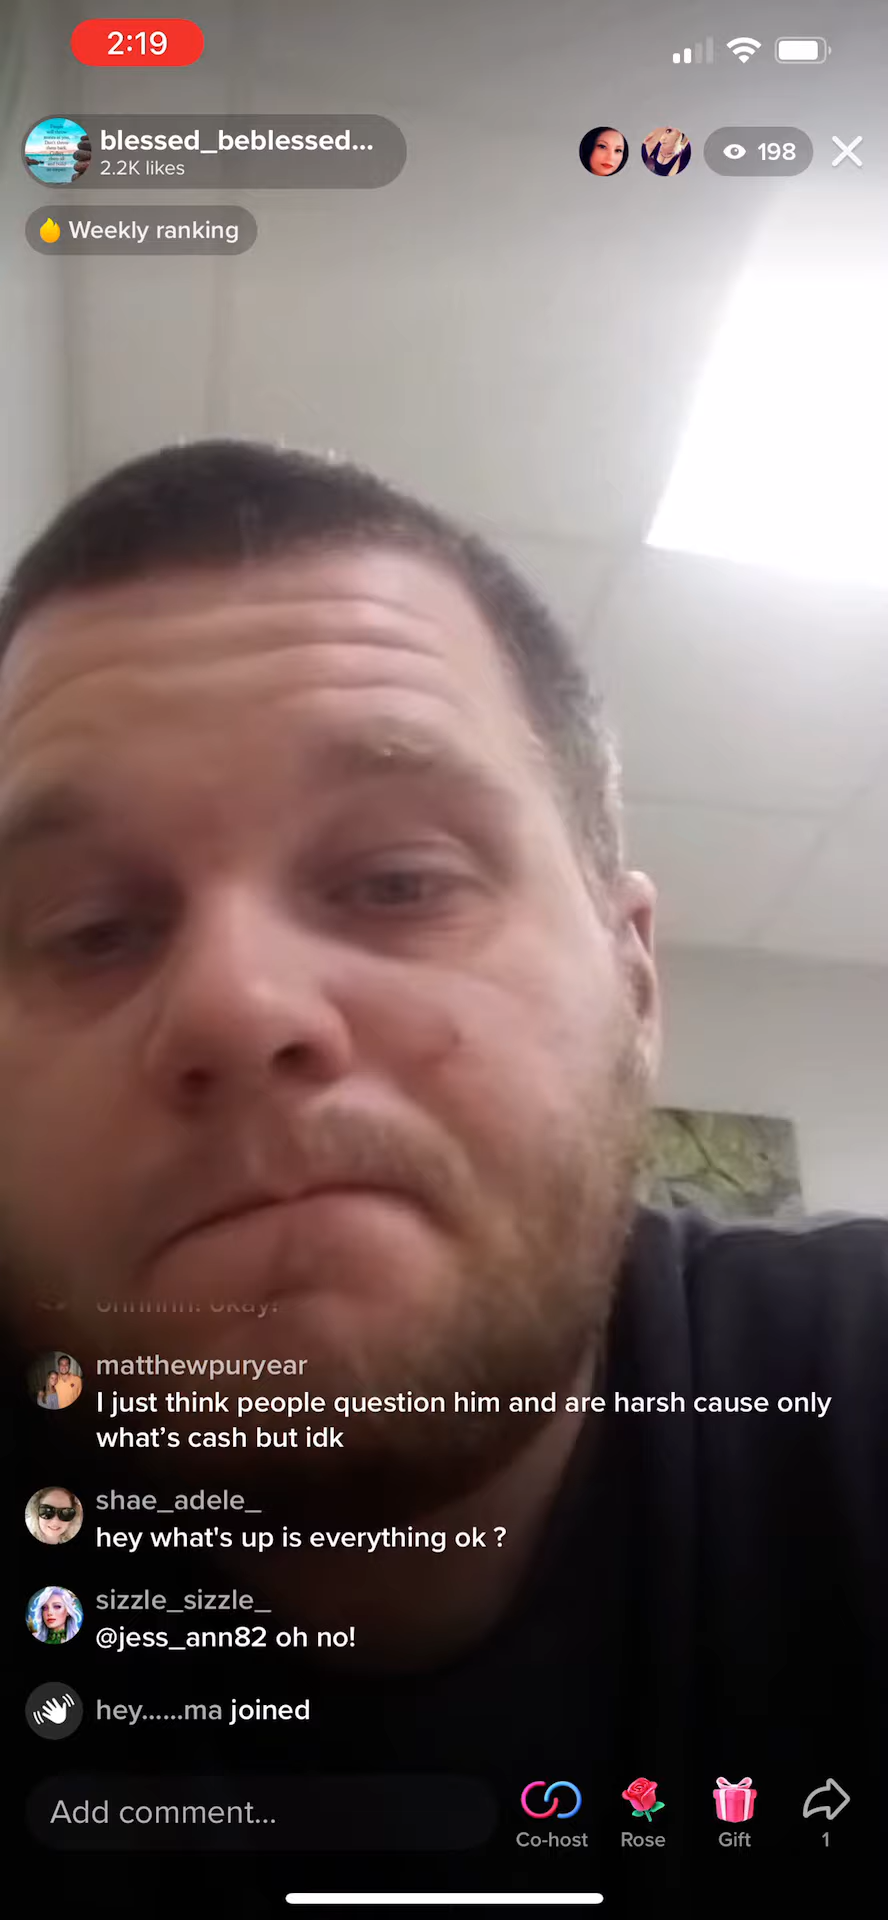 2:19
blessed_beblessed...
2.2K likes
198
Weekly ranking
matthewpuryear
I just think people question him and are harsh cause only
what's cash but idk
shae_adele_
hey what's up is everything ok ?
sizzle_sizzle_
@jess_ann82 oh no!
hey......ma joined
Add comment...
Co-host
Rose
Gift
1